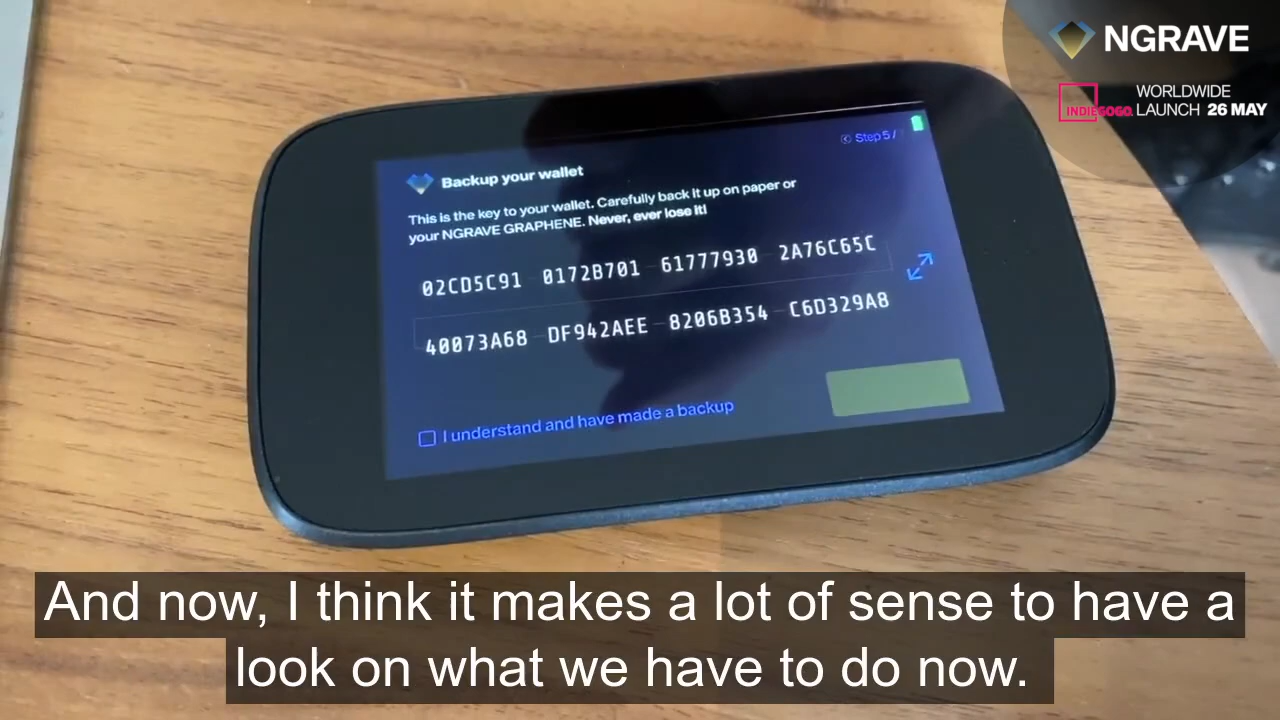 NGRAVE
INDIEGOGO.
WORLDWIDE
LAUNCH 26 MAY
Step 5 /
Backup your wallet
This is the key to your wallet. Carefully back it up on paper or
your NGRAVE GRAPHENE. Never, ever lose it!
02CD5C91 0172B701 61777930 2A76C65C
40073A68 DF942AEE 8206B354 C6D329A8
I understand and have made a backup
And now, I think it makes a lot of sense to have a
look on what we have to do now.